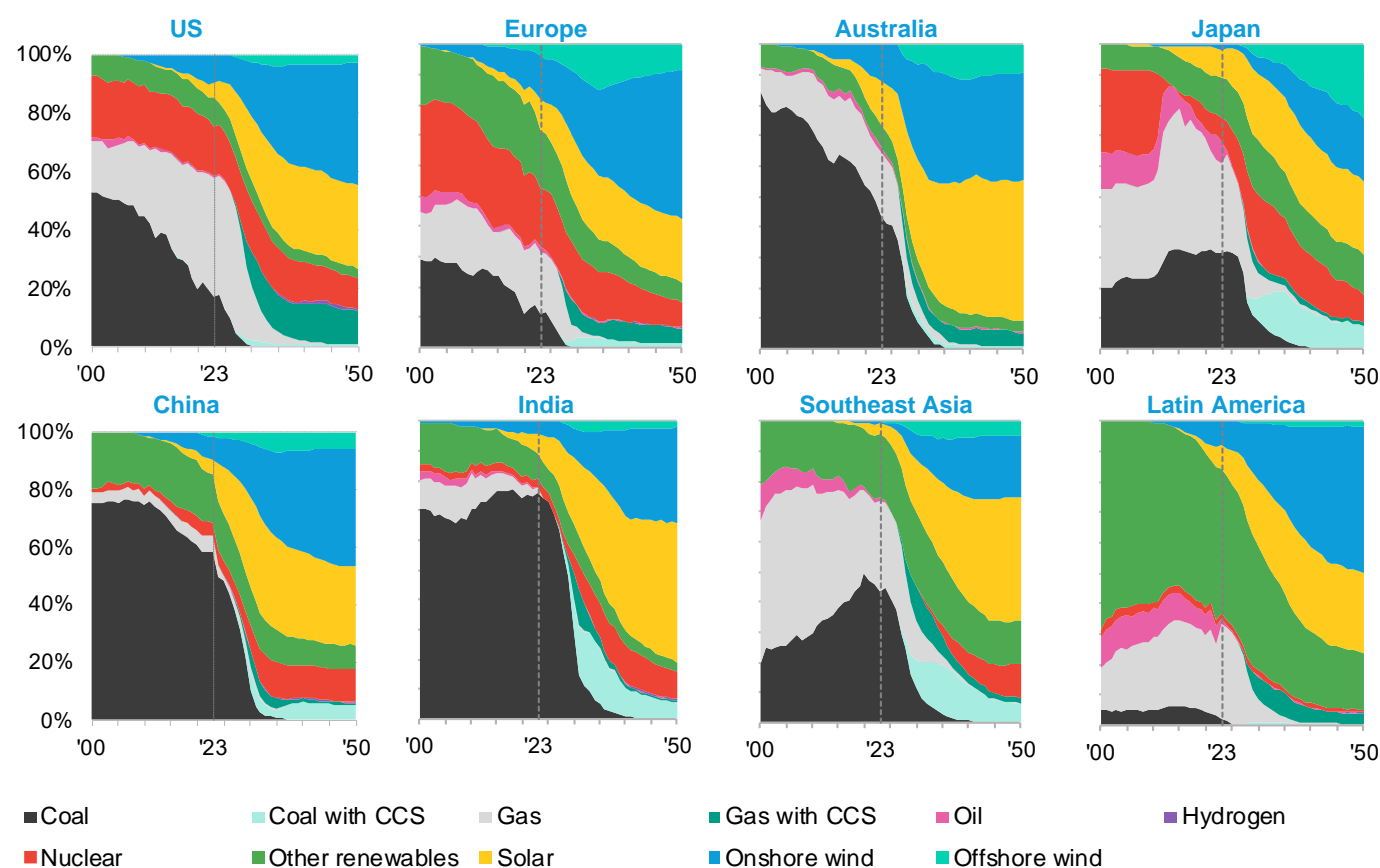 US Europe Australia Japan
100%
80%
60%
40%
20%
0%
'00 '23 '50 '00 '23 '50 '00 '23 '50 '00 '23 '50
China India Southeast Asia Latin America
100%
80%
60%
40%
20%
0%
'00 '23 '50 '00 '23 '50 '00 '23 '50 '00 '23 '50
Coal Coal with CCS Gas Gas with CCS Oil Hydrogen
Nuclear Other renewables Solar Onshore wind Offshore wind